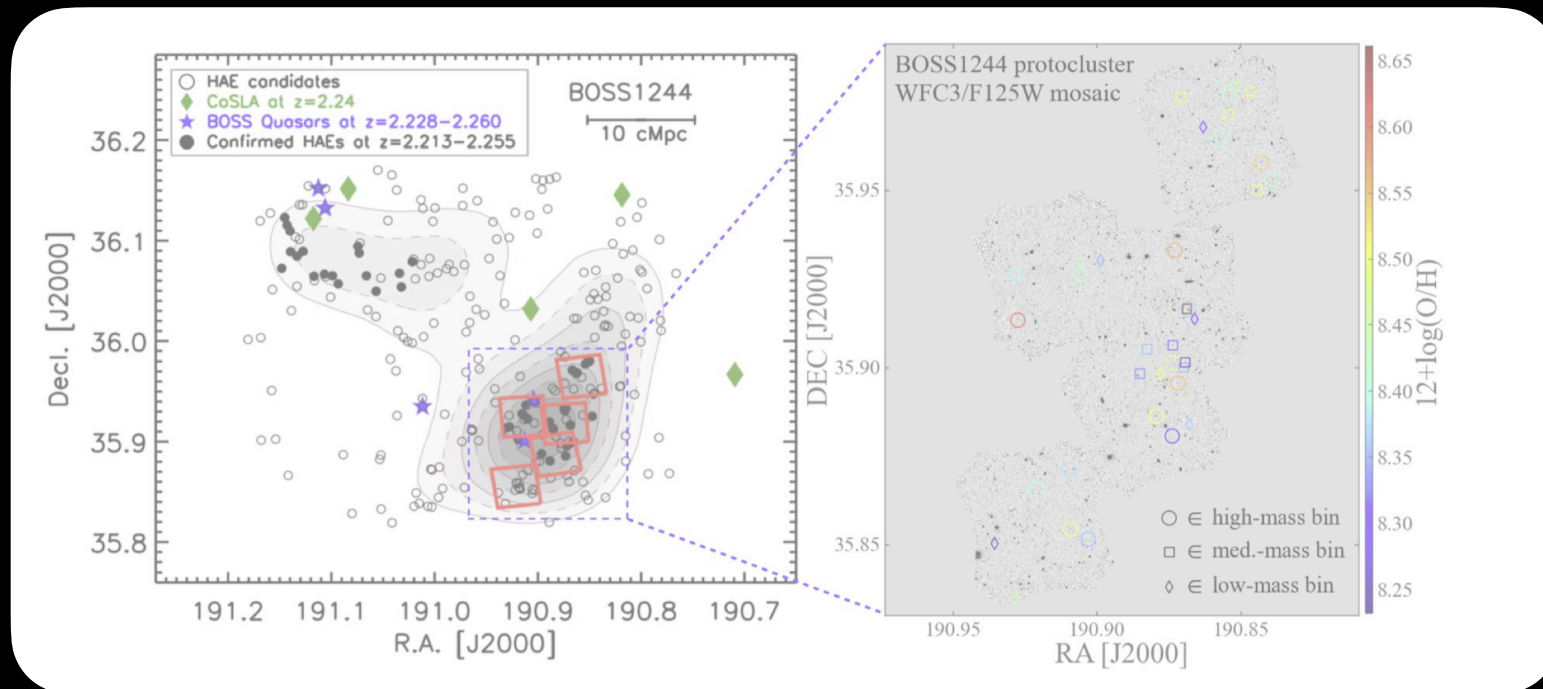 HAE candidates
CoSLA at z=2.24
BOSS Quasars at z=2.228-2.260
Confirmed HAEs at z=2.213-2.255
BOSS1244
10 cMpc
36.2
36.1
36.0
35.9
35.8
Decl. [J2000]
191.2 191.1 191.0 190.9 190.8 190.7
R.A. [J2000]
BOSS1244 protocluster
WFC3/F125W mosaic
35.95
35.90
35.85
DEC [J2000]
○ ∈ high-mass bin
□ ∈ med.-mass bin
◊ ∈ low-mass bin
190.95 190.90 190.85
RA [J2000]
8.65
8.60
8.55
8.50
8.45
8.40
8.35
8.30
8.25
12+log(O/H)